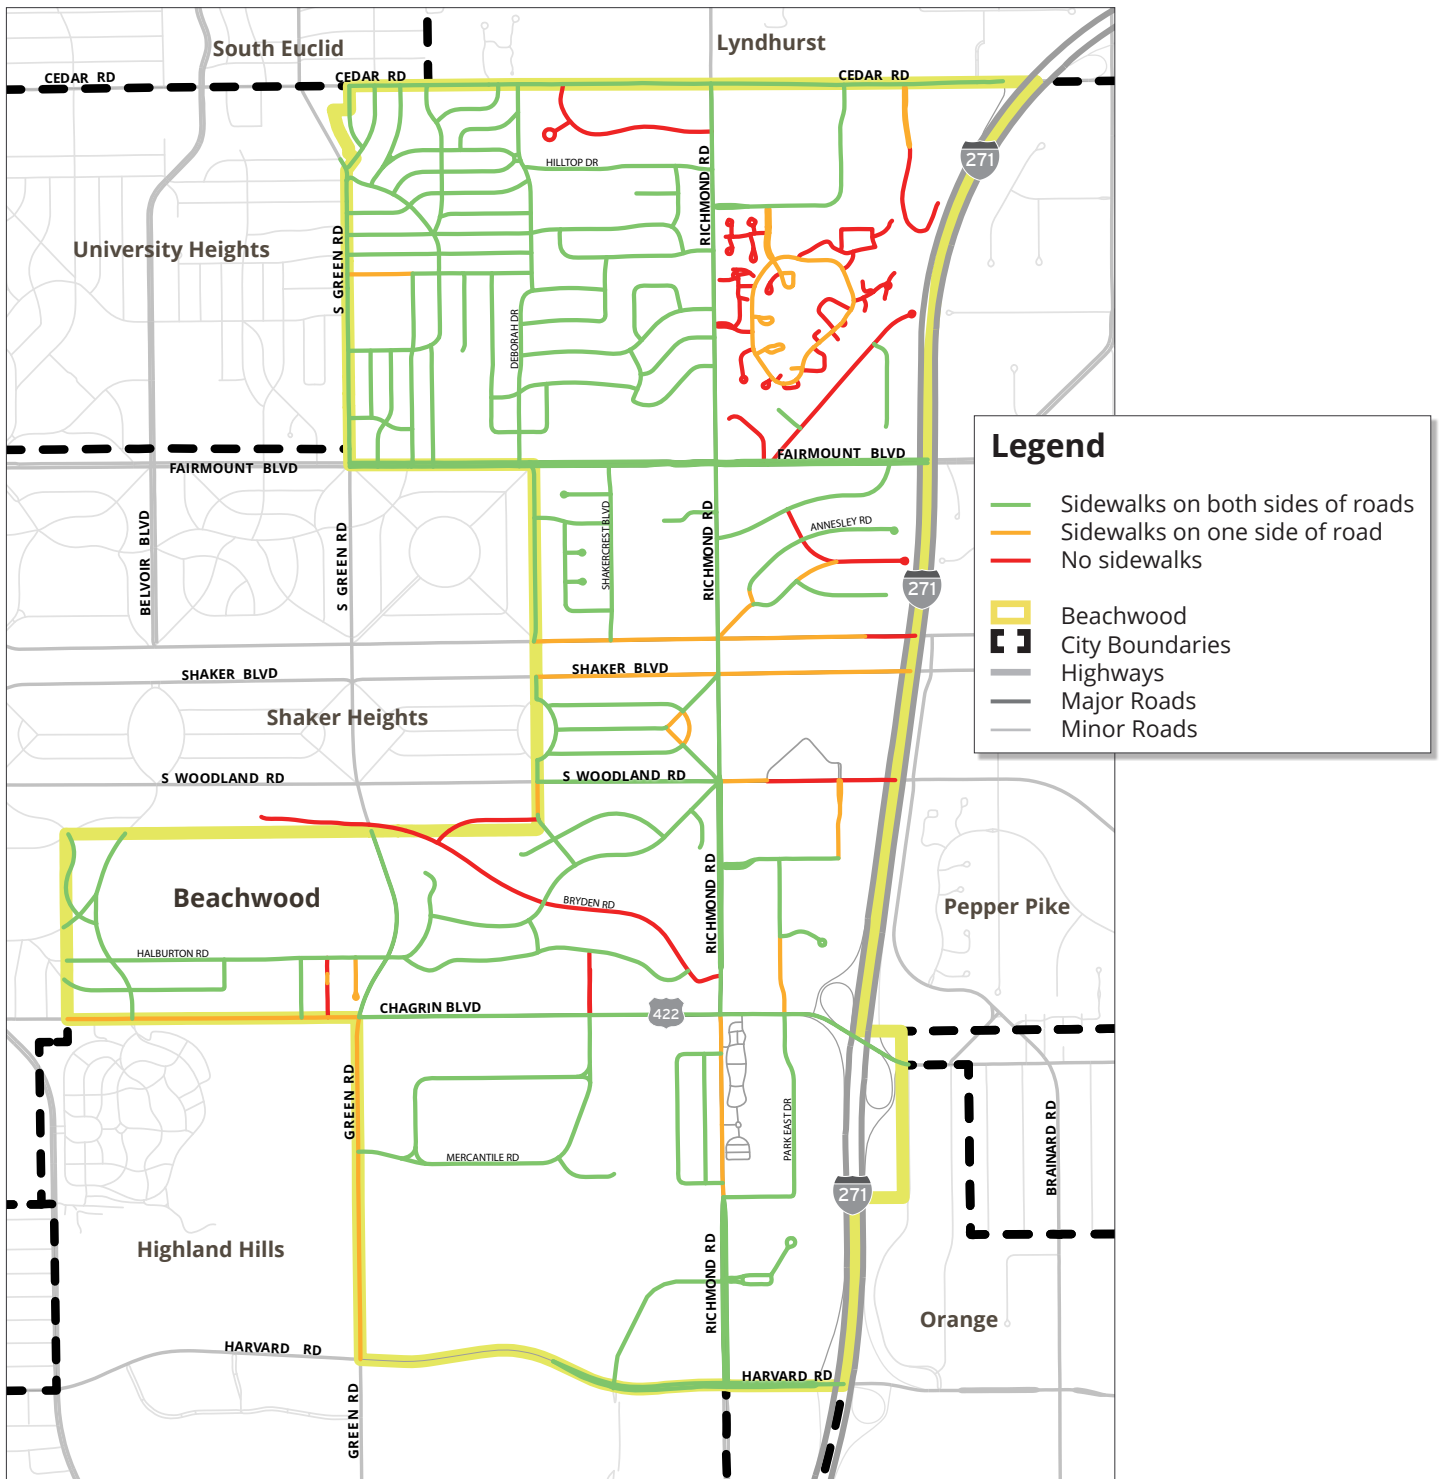 South Euclid
Lyndhurst
CEDAR RD
CEDAR RD
CEDAR RD
271
HILLTOP DR
RICHMOND RD
University Heights
S GREEN RD
DEBORAH DR
Legend
Sidewalks on both sides of roads
Sidewalks on one side of road
No sidewalks
Beachwood
City Boundaries
Highways
Major Roads
Minor Roads
FAIRMOUNT BLVD
FAIRMOUNT BLVD
BELVOIR BLVD
S GREEN RD
SHAKERCREST BLVD
RICHMOND RD
ANNESLEY RD
271
SHAKER BLVD
SHAKER BLVD
Shaker Heights
S WOODLAND RD
S WOODLAND RD
Beachwood
BRYDEN RD
RICHMOND RD
Pepper Pike
HALBURTON RD
CHAGRIN BLVD
422
GREEN RD
MERCANTILE RD
PARK EAST DR
BRAINARD RD
271
Highland Hills
RICHMOND RD
Orange
HARVARD RD
HARVARD RD
GREEN RD